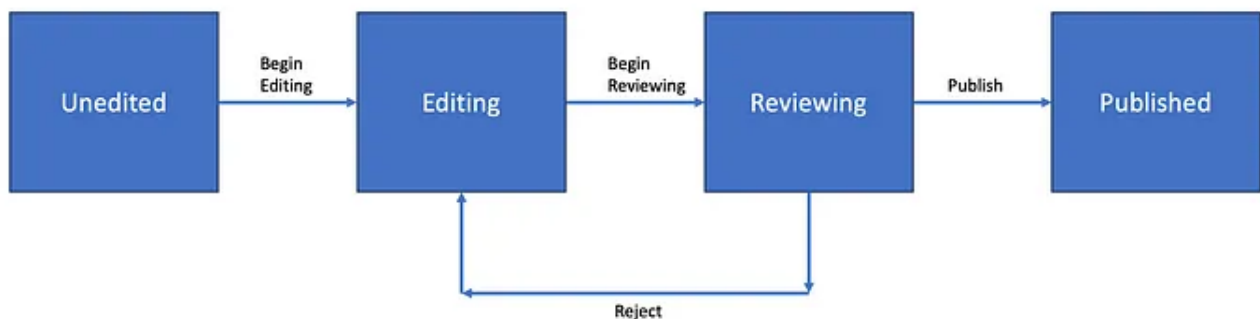 Unedited
Begin
Editing
Editing
Begin
Reviewing
Reviewing
Publish
Published
Reject